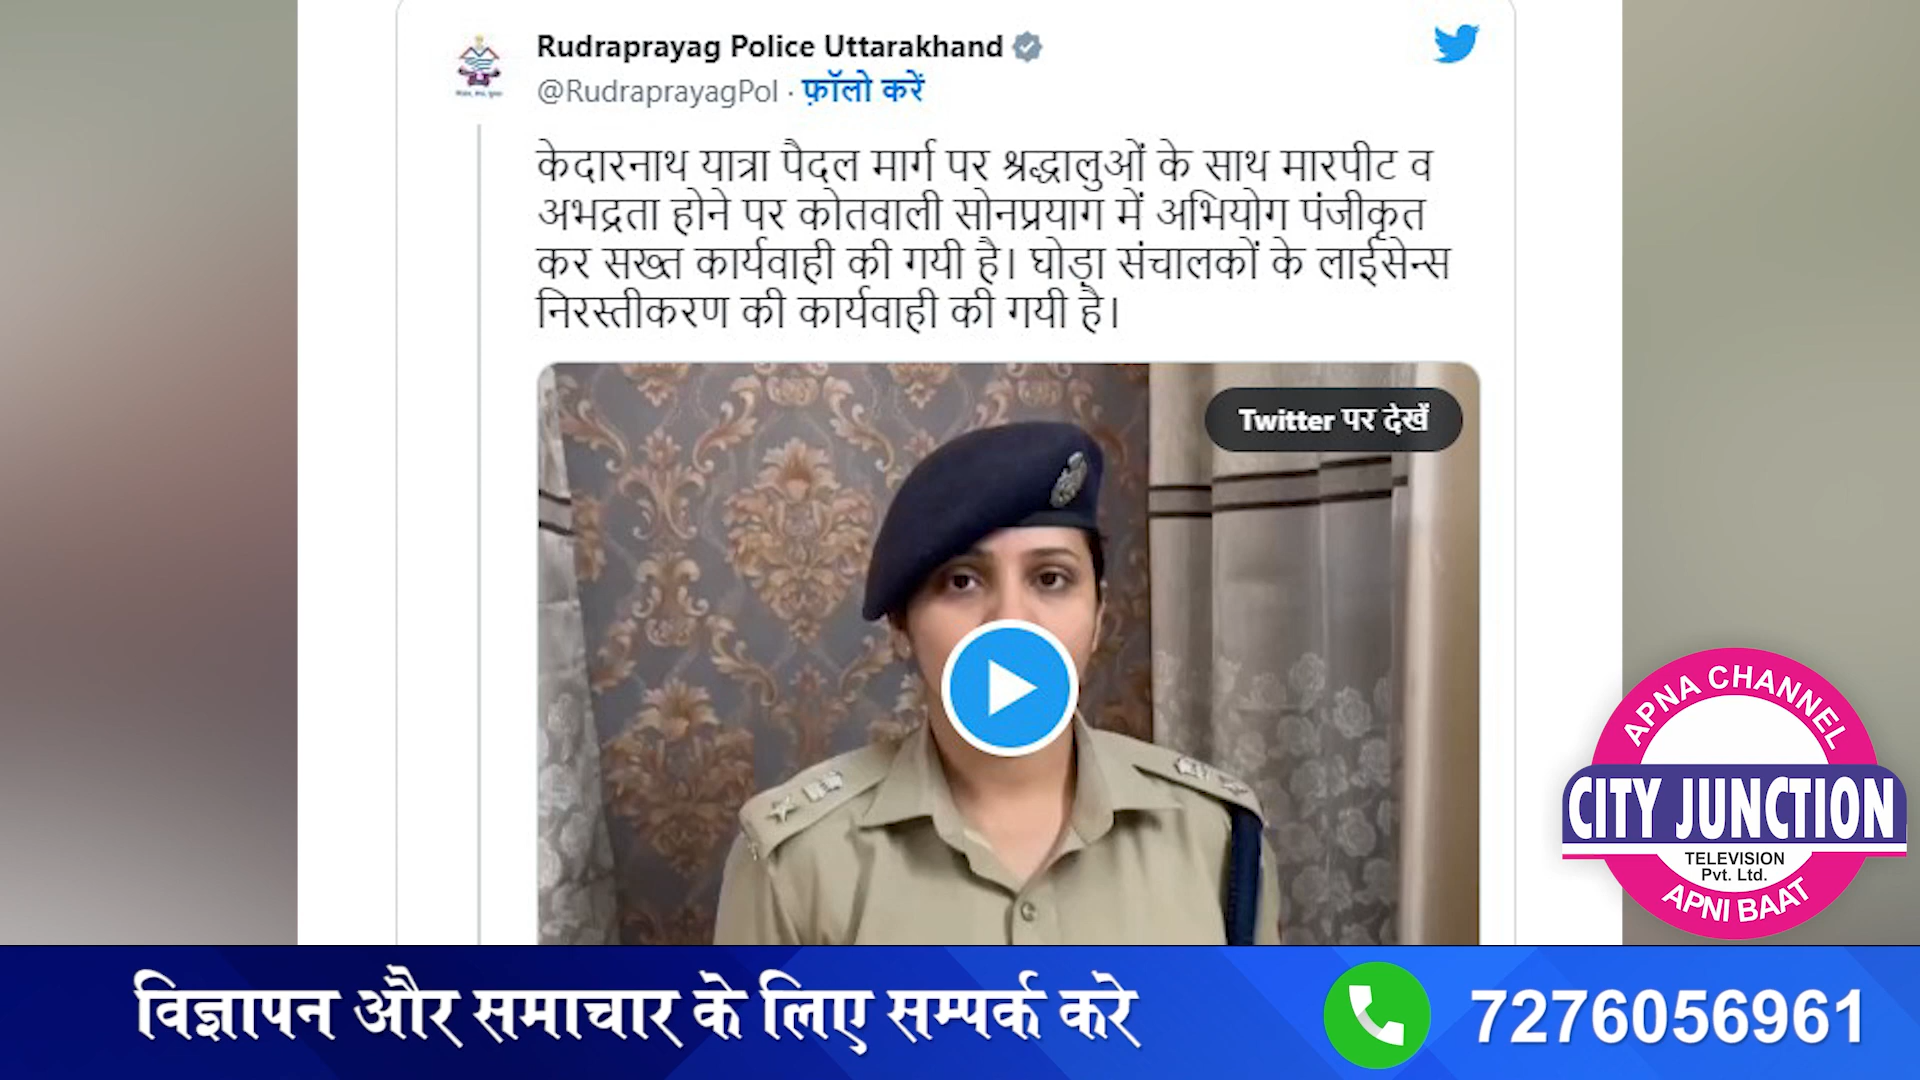 Rudraprayag Police Uttarakhand
@RudraprayagPol · फ़ॉलो करें
केदारनाथ यात्रा पैदल मार्ग पर श्रद्धालुओं के साथ मारपीट व
अभद्रता होने पर कोतवाली सोनप्रयाग में अभियोग पंजीकृत
कर सख्त कार्यवाही की गयी है। घोड़ा संचालकों के लाईसेन्स
निरस्तीकरण की कार्यवाही की गयी है।
Twitter पर देखें
APNA CHANNEL
CITY JUNCTION
TELEVISION
Pvt. Ltd.
APNI BAAT
विज्ञापन और समाचार के लिए सम्पर्क करे
7276056961